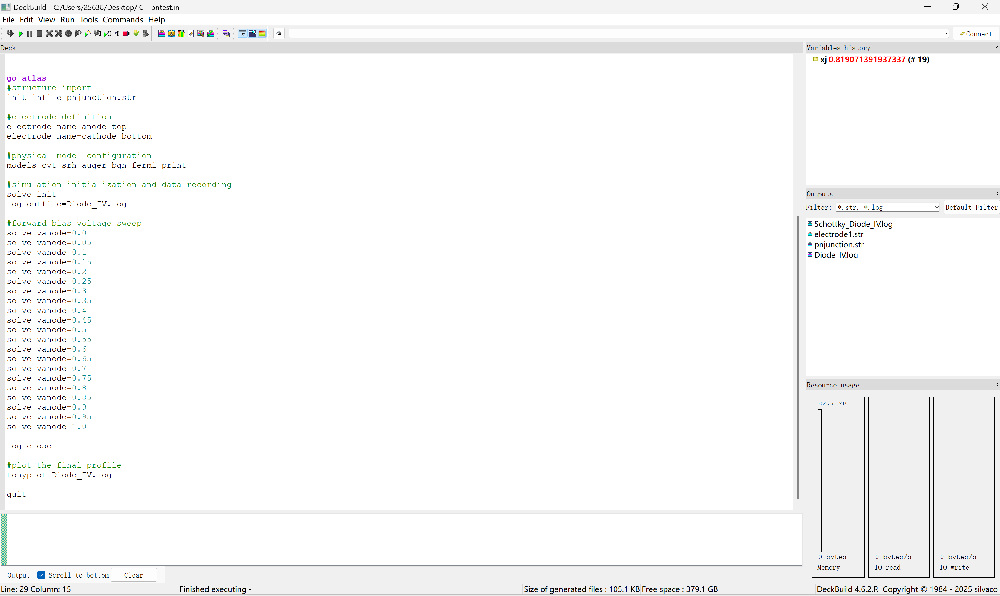 DeckBuild - C:/Users/25638/Desktop/IC - pntest.in
File Edit View Run Tools Commands Help
Connect
Deck
go atlas
#structure import
init infile=pnjunction.str
#electrode definition
electrode name=anode top
electrode name=cathode bottom
#physical model configuration
models cvt srh auger bgn fermi print
#simulation initialization and data recording
solve init
log outfile=Diode_IV.log
#forward bias voltage sweep
solve vanode=0.0
solve vanode=0.05
solve vanode=0.1
solve vanode=0.15
solve vanode=0.2
solve vanode=0.25
solve vanode=0.3
solve vanode=0.35
solve vanode=0.4
solve vanode=0.45
solve vanode=0.5
solve vanode=0.55
solve vanode=0.6
solve vanode=0.65
solve vanode=0.7
solve vanode=0.75
solve vanode=0.8
solve vanode=0.85
solve vanode=0.9
solve vanode=0.95
solve vanode=1.0
log close
#plot the final profile
tonyplot Diode_IV.log
quit
Variables history
xj 0.819071391937337 (# 19)
Outputs
Filter: *.str, *.log Default Filter
Schottky_Diode_IV.log
electrode1.str
pnjunction.str
Diode_IV.log
Resource usage
82.7 MB
0 bytes 0 bytes/s 0 bytes/s
Memory IO read IO write
Output Scroll to bottom Clear
Line: 29 Column: 15 Finished executing - Size of generated files : 105.1 KB Free space : 379.1 GB DeckBuild 4.6.2.R Copyright © 1984 - 2025 silvaco